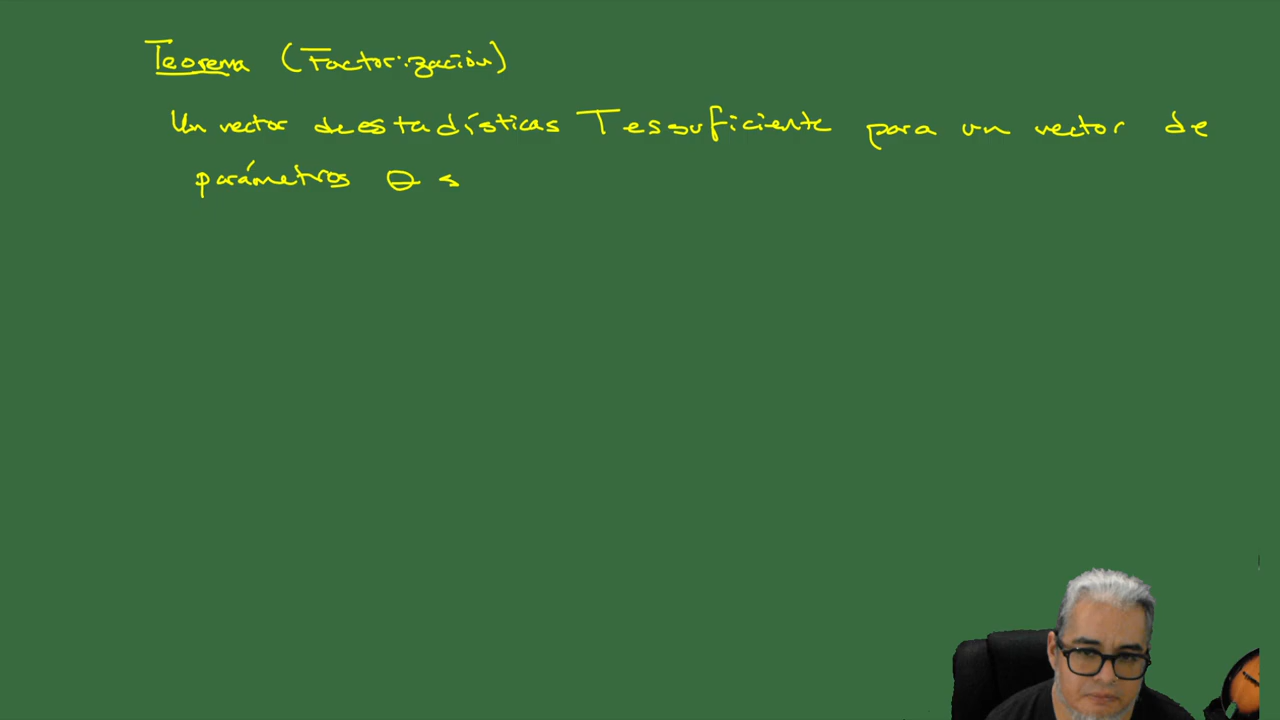 Teorema (Factorización)
Un vector de estadísticas T es suficiente para un vector de
parámetros θ s